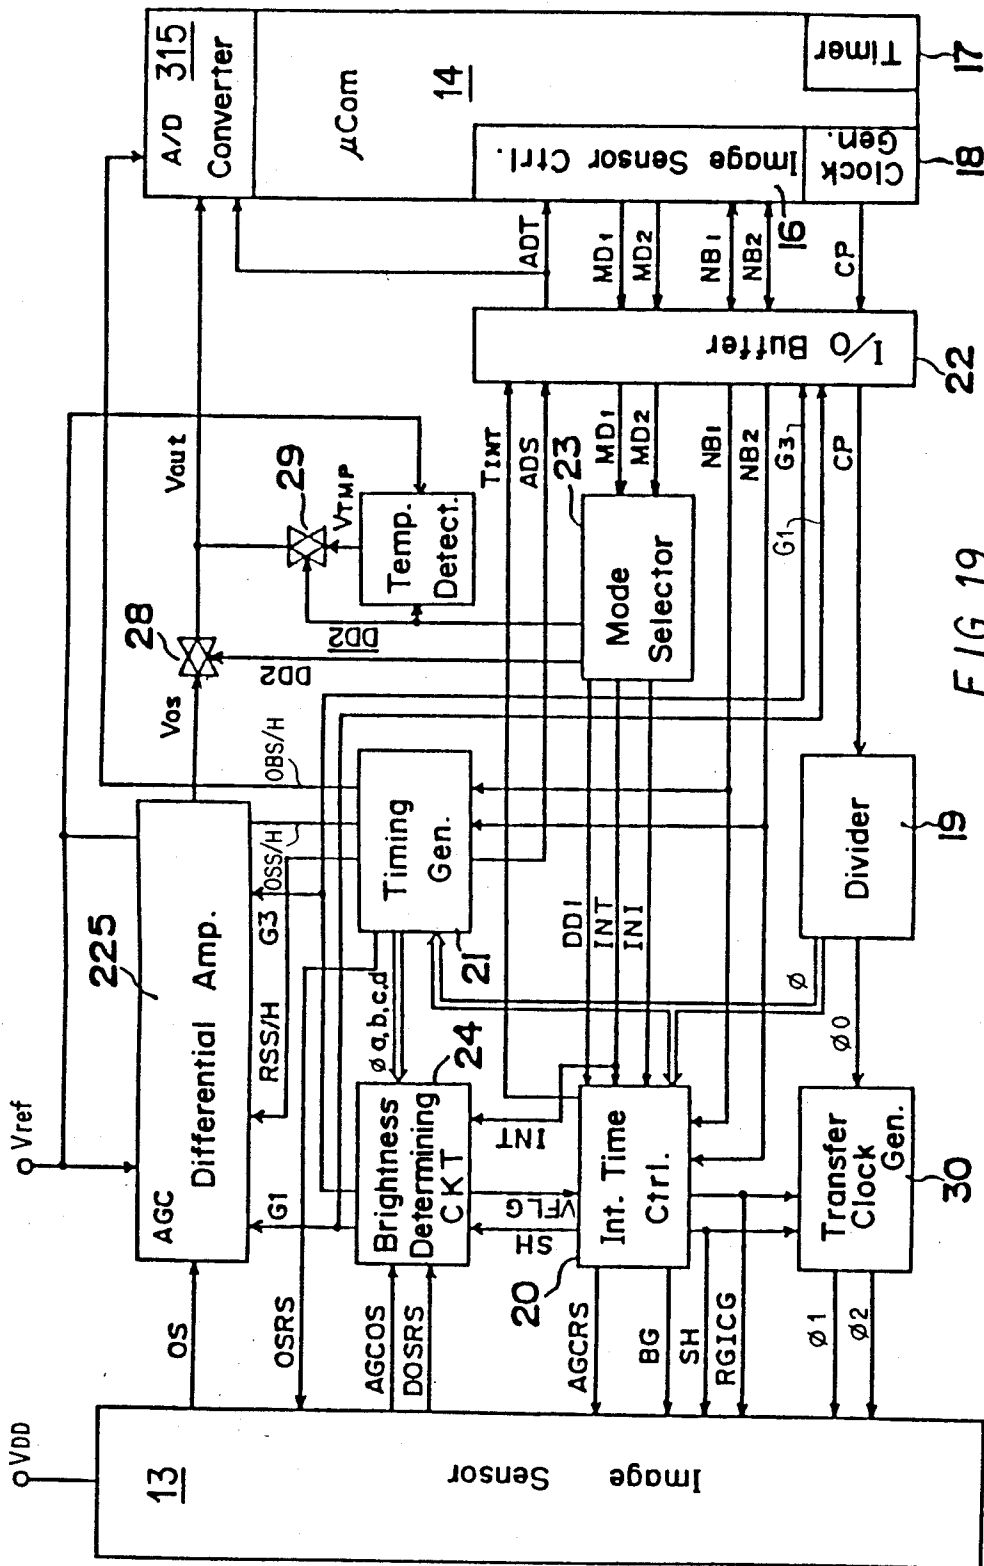 VDD
13
Image
Sensor
Vref
OS
AGC
Differential Amp.
225
G1
RSS/H
G3
OSS/H
OBS/H
Vos
28
Vout
A/D 315
Converter
μCom
14
Image Sensor Ctrl.
16
Clock
Gen.
18
Timer
17
29
VTMP
Temp.
Detect.
DD2
DD2
OSRS
AGCOS
DOSRS
Brightness
Determining
CKT
24
ø a,b,c,d
Timing
Gen.
21
SH
VFLG
INT
TINT
ADS
ADT
MD1
MD2
MD1
MD2
Mode
Selector
23
NB1
NB2
NB1
NB2
G1
G3
CP
CP
I/O Buffer
22
AGCRS
BG
SH
RGICG
20
Int. Time
Ctrl.
DD1
INT
INI
ø
ø1
ø2
Transfer
Clock
Gen.
30
ø0
Divider
19
FIG 19